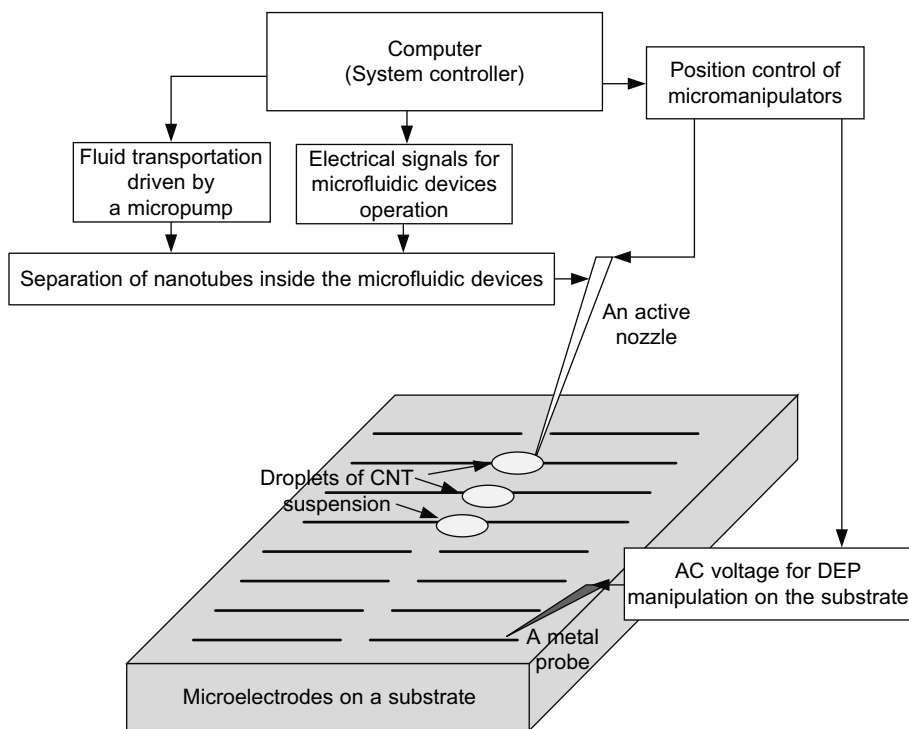 Computer
(System controller)
Position control of
micromanipulators
Fluid transportation
driven by
a micropump
Electrical signals for
microfluidic devices
operation
Separation of nanotubes inside the microfluidic devices
An active
nozzle
Droplets of CNT
suspension
AC voltage for DEP
manipulation on the substrate
A metal
probe
Microelectrodes on a substrate